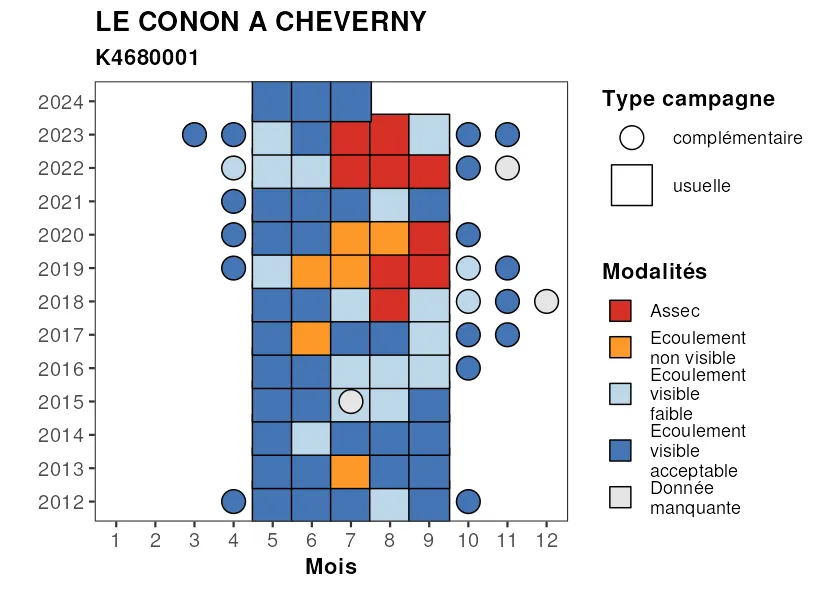 LE CONON A CHEVERNY
K4680001
2024
2023
2022
2021
2020
2019
2018
2017
2016
2015
2014
2013
2012
1 2 3 4 5 6 7 8 9 10 11 12
Mois
Type campagne
complémentaire
usuelle
Modalités
Assec
Ecoulement
non visible
Ecoulement
visible
faible
Ecoulement
visible
acceptable
Donnée
manquante